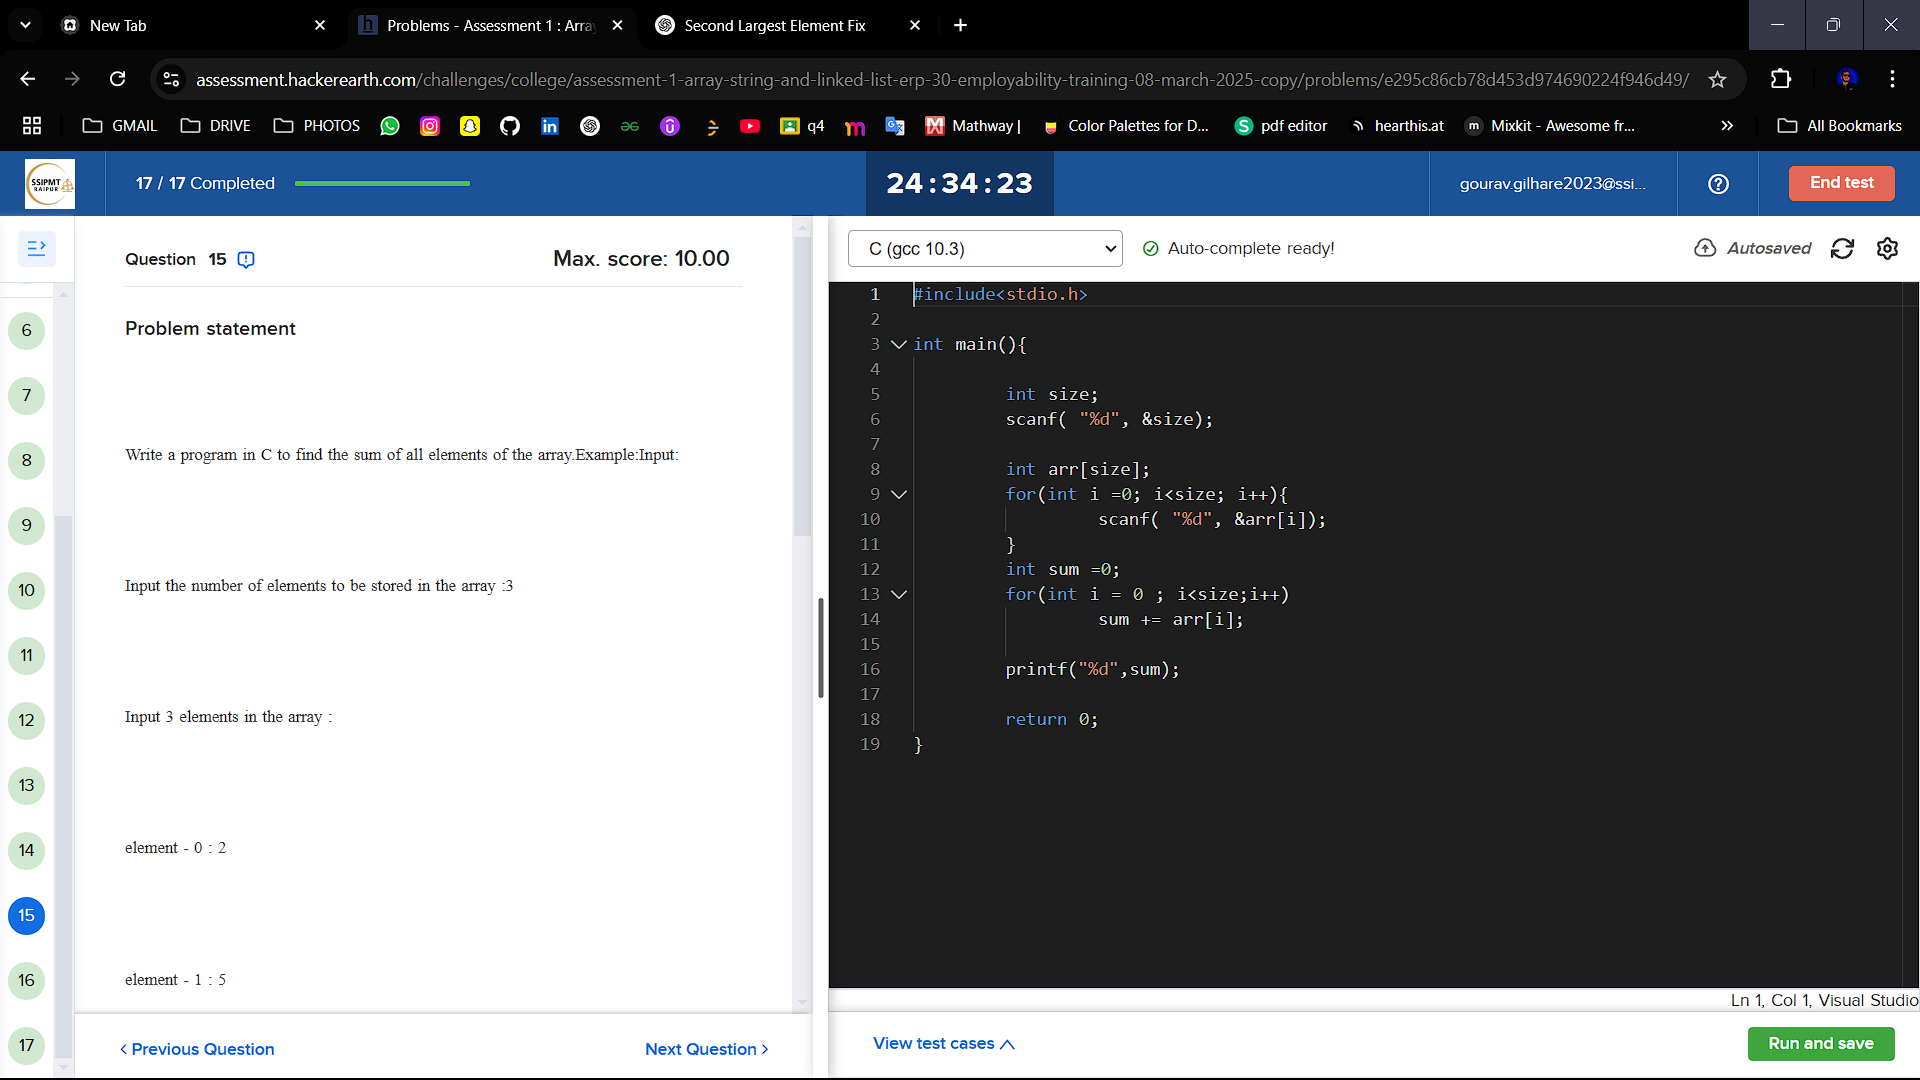 New Tab
Problems - Assessment 1 : Arra
Second Largest Element Fix
assessment.hackerearth.com/challenges/college/assessment-1-array-string-and-linked-list-erp-30-employability-training-08-march-2025-copy/problems/e295c86cb78d453d974690224f946d49/
GMAIL
DRIVE
PHOTOS
q4
Mathway |
Color Palettes for D...
pdf editor
hearthis.at
Mixkit - Awesome fr...
All Bookmarks
SSIPMT
RAIPUR
17 / 17 Completed
24:34:23
gourav.gilhare2023@ssi...
End test
6
7
8
9
10
11
12
13
14
15
16
17
Question 15
Max. score: 10.00
Problem statement
Write a program in C to find the sum of all elements of the array.Example:Input:
Input the number of elements to be stored in the array :3
Input 3 elements in the array :
element - 0 : 2
element - 1 : 5
< Previous Question
Next Question >
C (gcc 10.3)
Auto-complete ready!
Autosaved
1 #include<stdio.h>
2
3 int main(){
4
5 int size;
6 scanf( "%d", &size);
7
8 int arr[size];
9 for(int i =0; i<size; i++){
10 scanf( "%d", &arr[i]);
11 }
12 int sum =0;
13 for(int i = 0 ; i<size;i++)
14 sum += arr[i];
15
16 printf("%d",sum);
17
18 return 0;
19 }
Ln 1, Col 1, Visual Studio
View test cases
Run and save